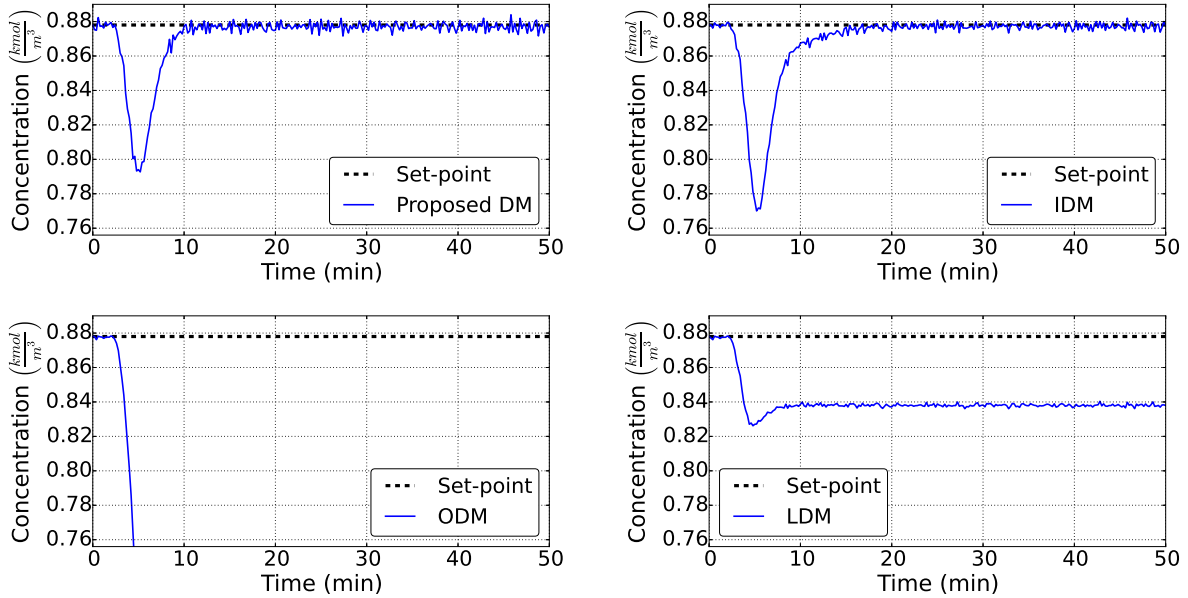 Concentration (kmol/m³)
0.88
0.86
0.84
0.82
0.80
0.78
0.76
Set-point
Proposed DM
0 10 20 30 40 50
Time (min)
Concentration (kmol/m³)
0.88
0.86
0.84
0.82
0.80
0.78
0.76
Set-point
IDM
0 10 20 30 40 50
Time (min)
Concentration (kmol/m³)
0.88
0.86
0.84
0.82
0.80
0.78
0.76
Set-point
ODM
0 10 20 30 40 50
Time (min)
Concentration (kmol/m³)
0.88
0.86
0.84
0.82
0.80
0.78
0.76
Set-point
LDM
0 10 20 30 40 50
Time (min)